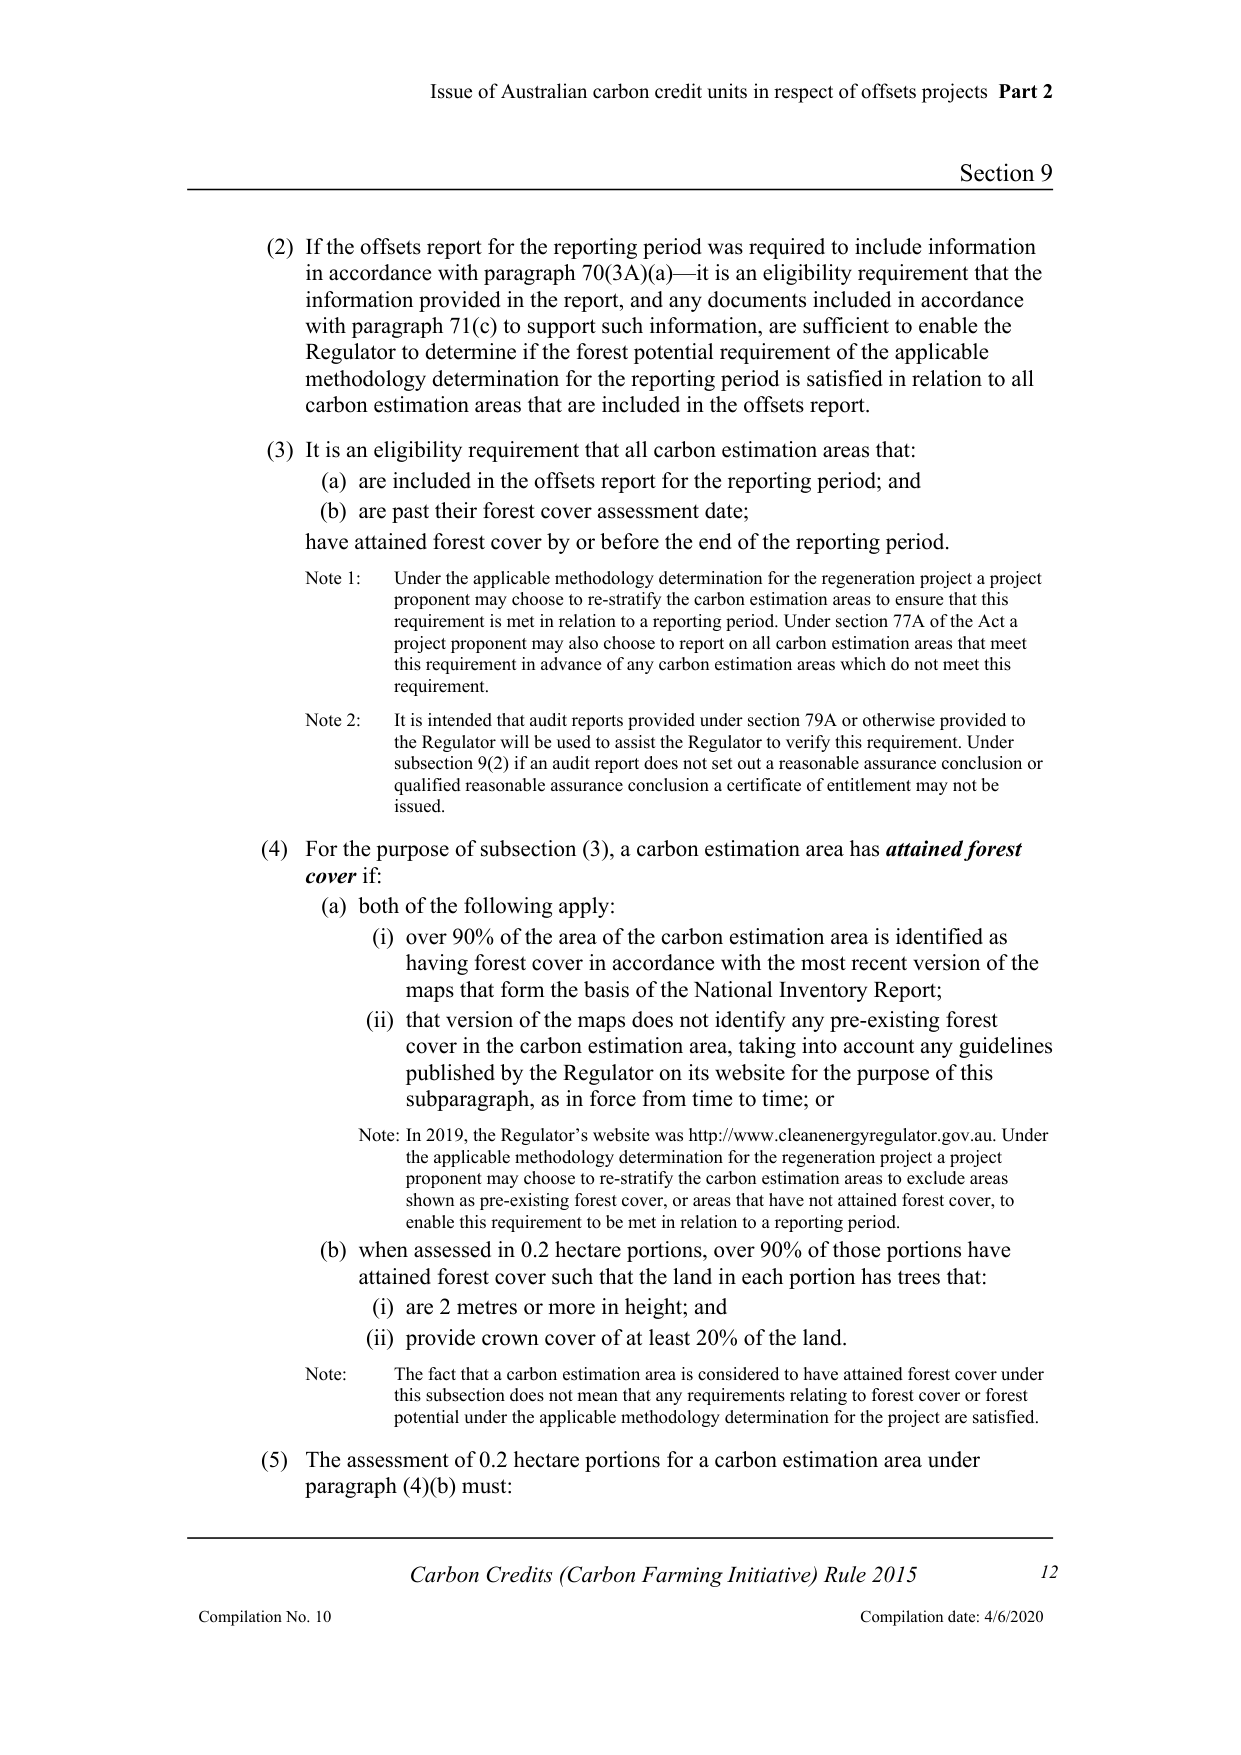 Issue of Australian carbon credit units in respect of offsets projects Part 2
Section 9
(2) If the offsets report for the reporting period was required to include information
in accordance with paragraph 70(3A)(a)—it is an eligibility requirement that the
information provided in the report, and any documents included in accordance
with paragraph 71(c) to support such information, are sufficient to enable the
Regulator to determine if the forest potential requirement of the applicable
methodology determination for the reporting period is satisfied in relation to all
carbon estimation areas that are included in the offsets report.
(3) It is an eligibility requirement that all carbon estimation areas that:
(a) are included in the offsets report for the reporting period; and
(b) are past their forest cover assessment date;
have attained forest cover by or before the end of the reporting period.
Note 1: Under the applicable methodology determination for the regeneration project a project
proponent may choose to re-stratify the carbon estimation areas to ensure that this
requirement is met in relation to a reporting period. Under section 77A of the Act a
project proponent may also choose to report on all carbon estimation areas that meet
this requirement in advance of any carbon estimation areas which do not meet this
requirement.
Note 2: It is intended that audit reports provided under section 79A or otherwise provided to
the Regulator will be used to assist the Regulator to verify this requirement. Under
subsection 9(2) if an audit report does not set out a reasonable assurance conclusion or
qualified reasonable assurance conclusion a certificate of entitlement may not be
issued.
(4) For the purpose of subsection (3), a carbon estimation area has attained forest
cover if:
(a) both of the following apply:
(i) over 90% of the area of the carbon estimation area is identified as
having forest cover in accordance with the most recent version of the
maps that form the basis of the National Inventory Report;
(ii) that version of the maps does not identify any pre-existing forest
cover in the carbon estimation area, taking into account any guidelines
published by the Regulator on its website for the purpose of this
subparagraph, as in force from time to time; or
Note: In 2019, the Regulator’s website was http://www.cleanenergyregulator.gov.au. Under
the applicable methodology determination for the regeneration project a project
proponent may choose to re-stratify the carbon estimation areas to exclude areas
shown as pre-existing forest cover, or areas that have not attained forest cover, to
enable this requirement to be met in relation to a reporting period.
(b) when assessed in 0.2 hectare portions, over 90% of those portions have
attained forest cover such that the land in each portion has trees that:
(i) are 2 metres or more in height; and
(ii) provide crown cover of at least 20% of the land.
Note: The fact that a carbon estimation area is considered to have attained forest cover under
this subsection does not mean that any requirements relating to forest cover or forest
potential under the applicable methodology determination for the project are satisfied.
(5) The assessment of 0.2 hectare portions for a carbon estimation area under
paragraph (4)(b) must:
Carbon Credits (Carbon Farming Initiative) Rule 2015 12
Compilation No. 10 Compilation date: 4/6/2020